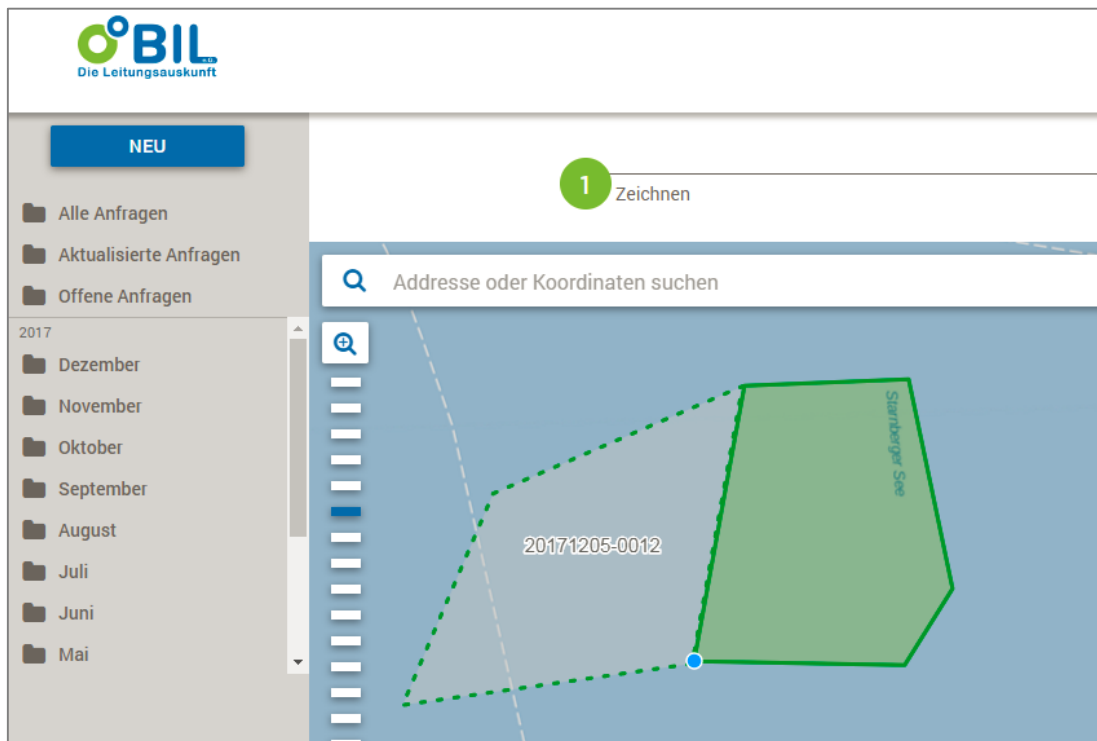 BIL e.G.
Die Leitungsauskunft
NEU
1
Zeichnen
Alle Anfragen
Aktualisierte Anfragen
Offene Anfragen
2017
Dezember
November
Oktober
September
August
Juli
Juni
Mai
Addresse oder Koordinaten suchen
Starnberger See
20171205-0012